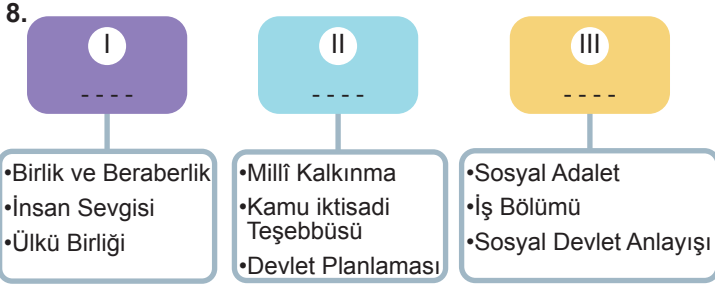 8.
I
- - - -
II
- - - -
III
- - - -
•Birlik ve Beraberlik
•İnsan Sevgisi
•Ülkü Birliği
•Millî Kalkınma
•Kamu iktisadi
Teşebbüsü
•Devlet Planlaması
•Sosyal Adalet
•İş Bölümü
•Sosyal Devlet Anlayışı